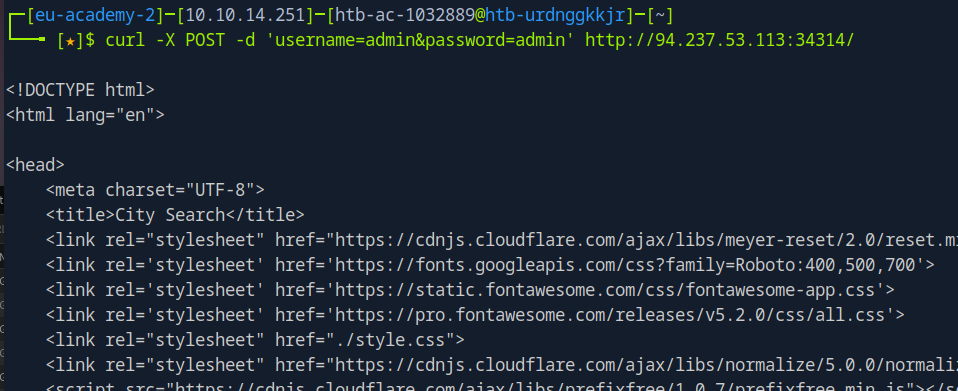 [eu-academy-2]─[10.10.14.251]─[htb-ac-1032889@htb-urdnggkkjr]─[~]
[★]$ curl -X POST -d 'username=admin&password=admin' http://94.237.53.113:34314/
<!DOCTYPE html>
<html lang="en">
<head>
<meta charset="UTF-8">
<title>City Search</title>
<link rel="stylesheet" href="https://cdnjs.cloudflare.com/ajax/libs/meyer-reset/2.0/reset.mi
<link rel='stylesheet' href='https://fonts.googleapis.com/css?family=Roboto:400,500,700'>
<link rel='stylesheet' href='https://static.fontawesome.com/css/fontawesome-app.css'>
<link rel='stylesheet' href='https://pro.fontawesome.com/releases/v5.2.0/css/all.css'>
<link rel="stylesheet" href="./style.css">
<link rel="stylesheet" href="https://cdnjs.cloudflare.com/ajax/libs/normalize/5.0.0/normali
<script src="https://cdnjs.cloudflare.com/ajax/libs/prefixfree/1.0.7/prefixfree.min.js"></s